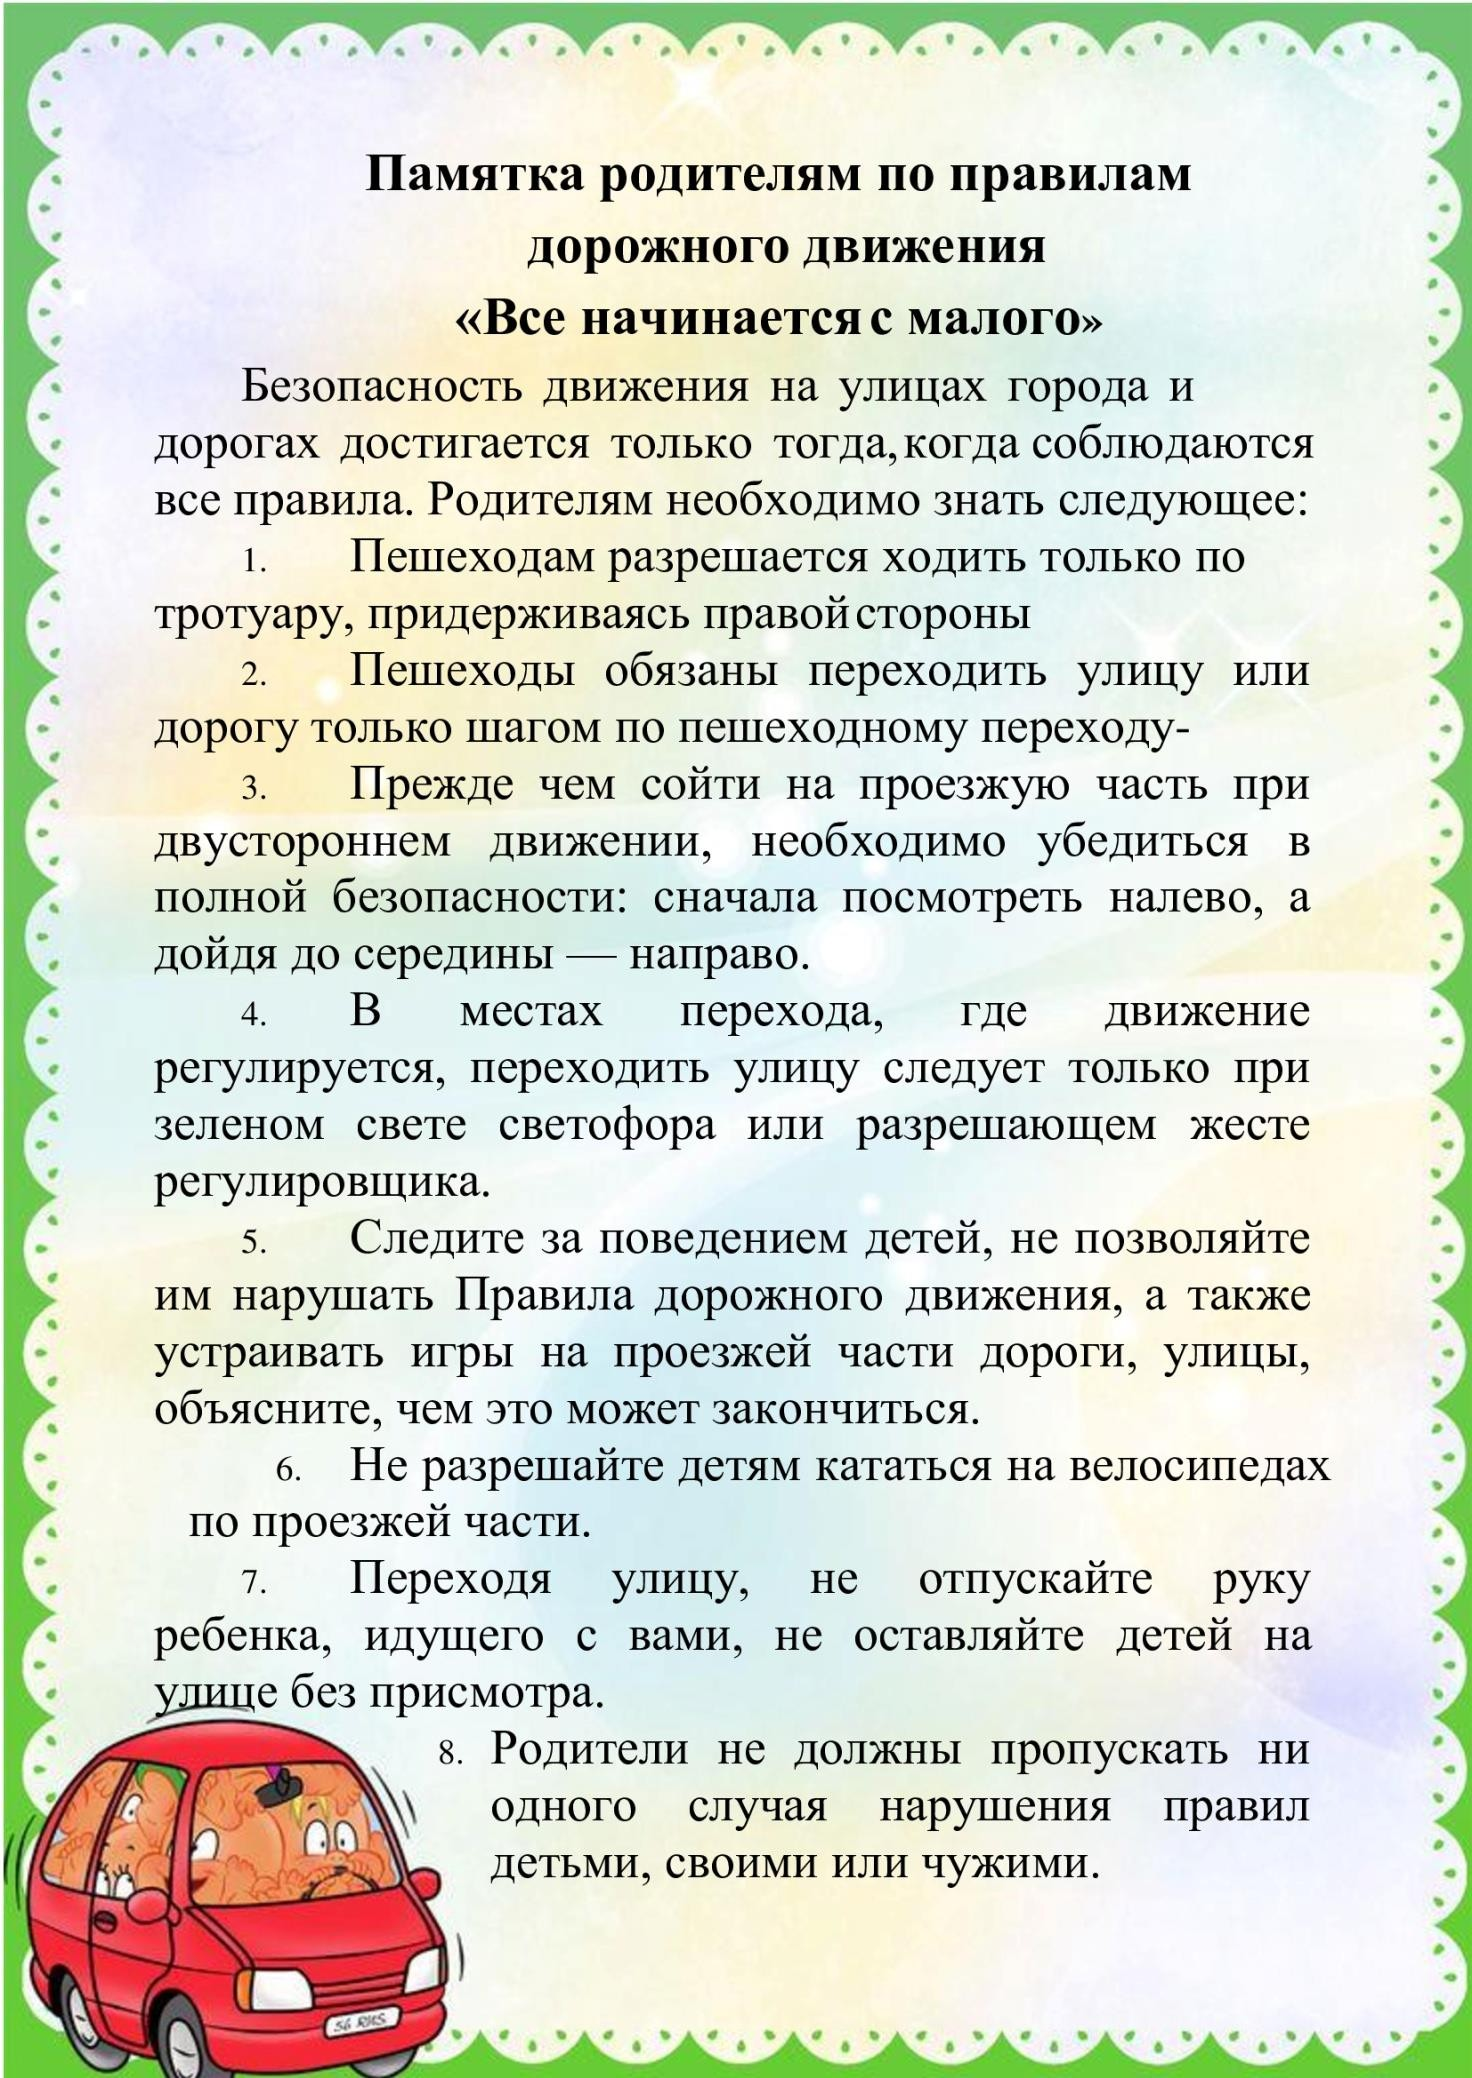 Памятка родителям по правилам
дорожного движения
«Все начинается с малого»
Безопасность движения на улицах города и
дорогах достигается только тогда, когда соблюдаются
все правила. Родителям необходимо знать следующее:
1. Пешеходам разрешается ходить только по
тротуару, придерживаясь правой стороны
2. Пешеходы обязаны переходить улицу или
дорогу только шагом по пешеходному переходу-
3. Прежде чем сойти на проезжую часть при
двустороннем движении, необходимо убедиться в
полной безопасности: сначала посмотреть налево, а
дойдя до середины — направо.
4. В местах перехода, где движение
регулируется, переходить улицу следует только при
зеленом свете светофора или разрешающем жесте
регулировщика.
5. Следите за поведением детей, не позволяйте
им нарушать Правила дорожного движения, а также
устраивать игры на проезжей части дороги, улицы,
объясните, чем это может закончиться.
6. Не разрешайте детям кататься на велосипедах
по проезжей части.
7. Переходя улицу, не отпускайте руку
ребенка, идущего с вами, не оставляйте детей на
улице без присмотра.
8. Родители не должны пропускать ни
одного случая нарушения правил
детьми, своими или чужими.
56 RUS